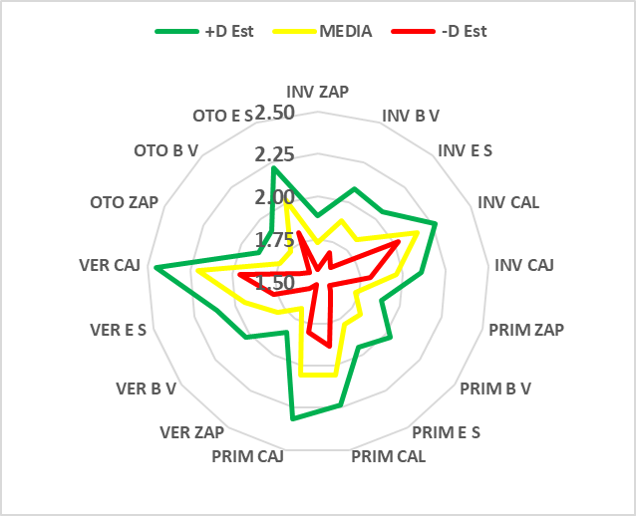 +D Est MEDIA -D Est
INV ZAP
OTO E S 2.50 INV B V
OTO B V 2.25 INV E S
OTO ZAP 2.00 INV CAL
1.75
VER CAJ 1.50 INV CAJ
VER E S PRIM ZAP
VER B V PRIM B V
VER ZAP PRIM E S
PRIM CAJ PRIM CAL